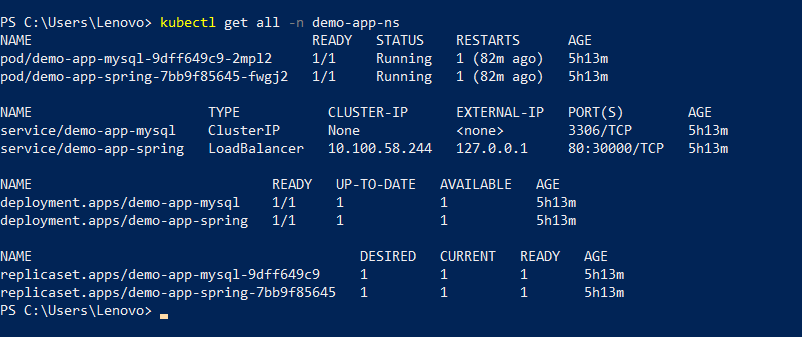 PS C:\Users\Lenovo> kubectl get all -n demo-app-ns
NAME READY STATUS RESTARTS AGE
pod/demo-app-mysql-9dff649c9-2mpl2 1/1 Running 1 (82m ago) 5h13m
pod/demo-app-spring-7bb9f85645-fwgj2 1/1 Running 1 (82m ago) 5h13m
NAME TYPE CLUSTER-IP EXTERNAL-IP PORT(S) AGE
service/demo-app-mysql ClusterIP None <none> 3306/TCP 5h13m
service/demo-app-spring LoadBalancer 10.100.58.244 127.0.0.1 80:30000/TCP 5h13m
NAME READY UP-TO-DATE AVAILABLE AGE
deployment.apps/demo-app-mysql 1/1 1 1 5h13m
deployment.apps/demo-app-spring 1/1 1 1 5h13m
NAME DESIRED CURRENT READY AGE
replicaset.apps/demo-app-mysql-9dff649c9 1 1 1 5h13m
replicaset.apps/demo-app-spring-7bb9f85645 1 1 1 5h13m
PS C:\Users\Lenovo>